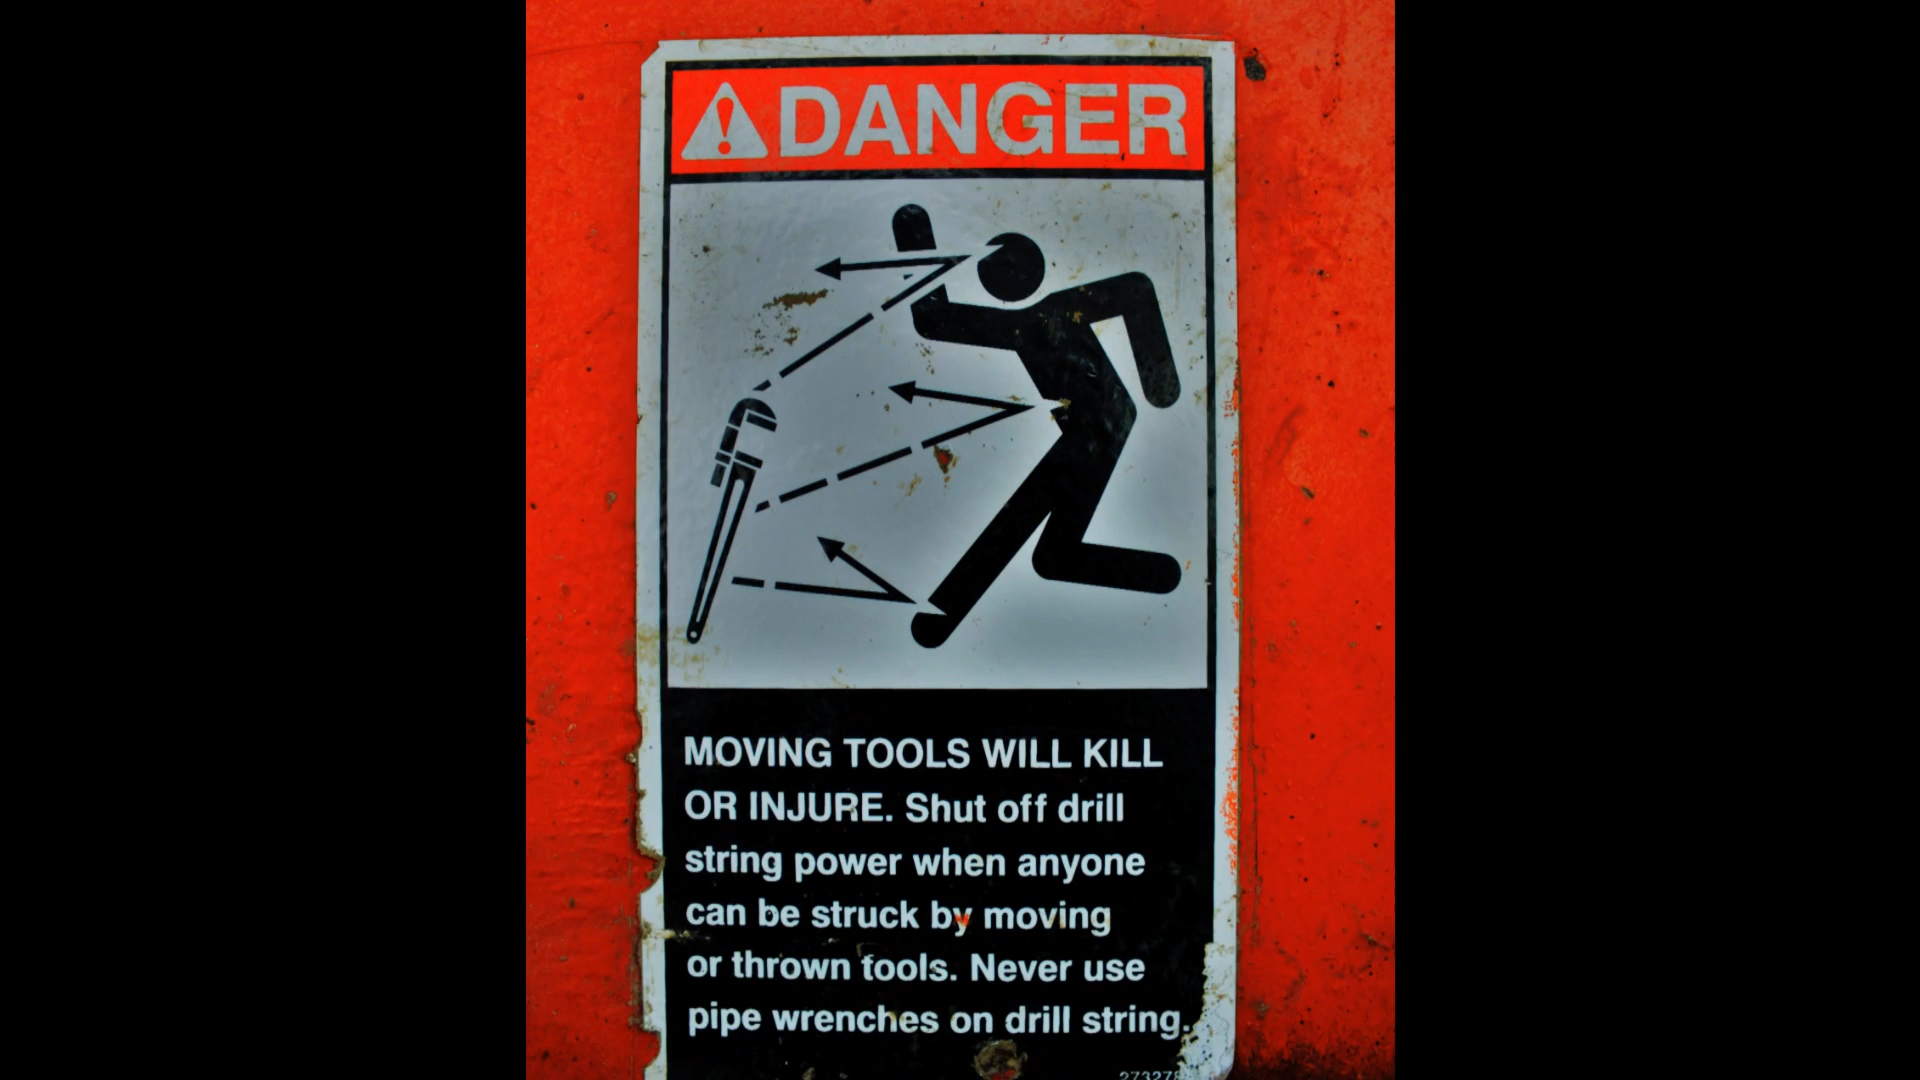 DANGER
MOVING TOOLS WILL KILL
OR INJURE. Shut off drill
string power when anyone
can be struck by moving
or thrown tools. Never use
pipe wrenches on drill string.